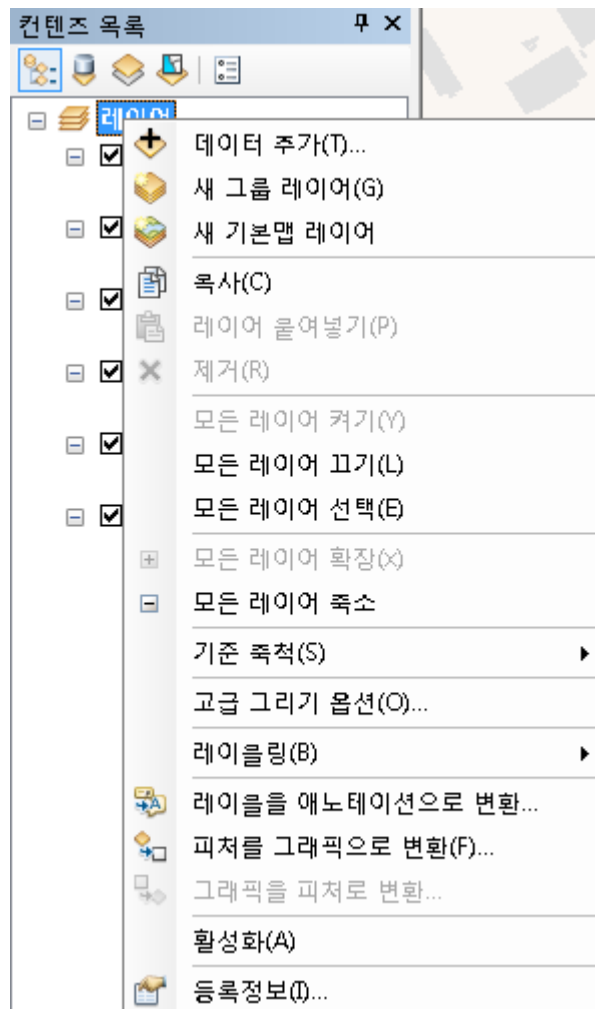 컨텐츠 목록
레이어
데이터 추가(T)...
새 그룹 레이어(G)
새 기본맵 레이어
복사(C)
레이어 붙여넣기(P)
제거(R)
모든 레이어 켜기(Y)
모든 레이어 끄기(L)
모든 레이어 선택(E)
모든 레이어 확장(X)
모든 레이어 축소
기준 축척(S)
고급 그리기 옵션(O)...
레이블링(B)
레이블을 애노테이션으로 변환...
피처를 그래픽으로 변환(F)...
그래픽을 피처로 변환...
활성화(A)
등록정보(I)...